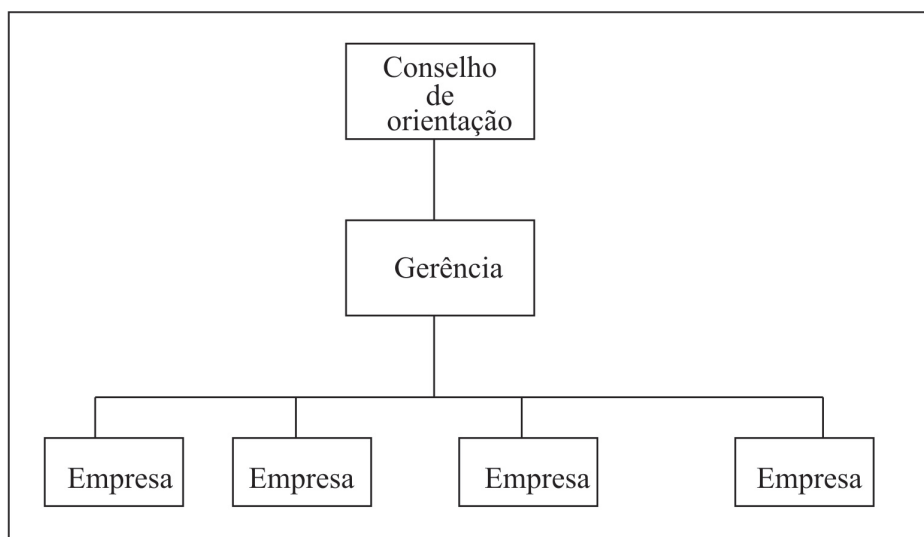 Conselho
de
orientação
Gerência
Empresa
Empresa
Empresa
Empresa